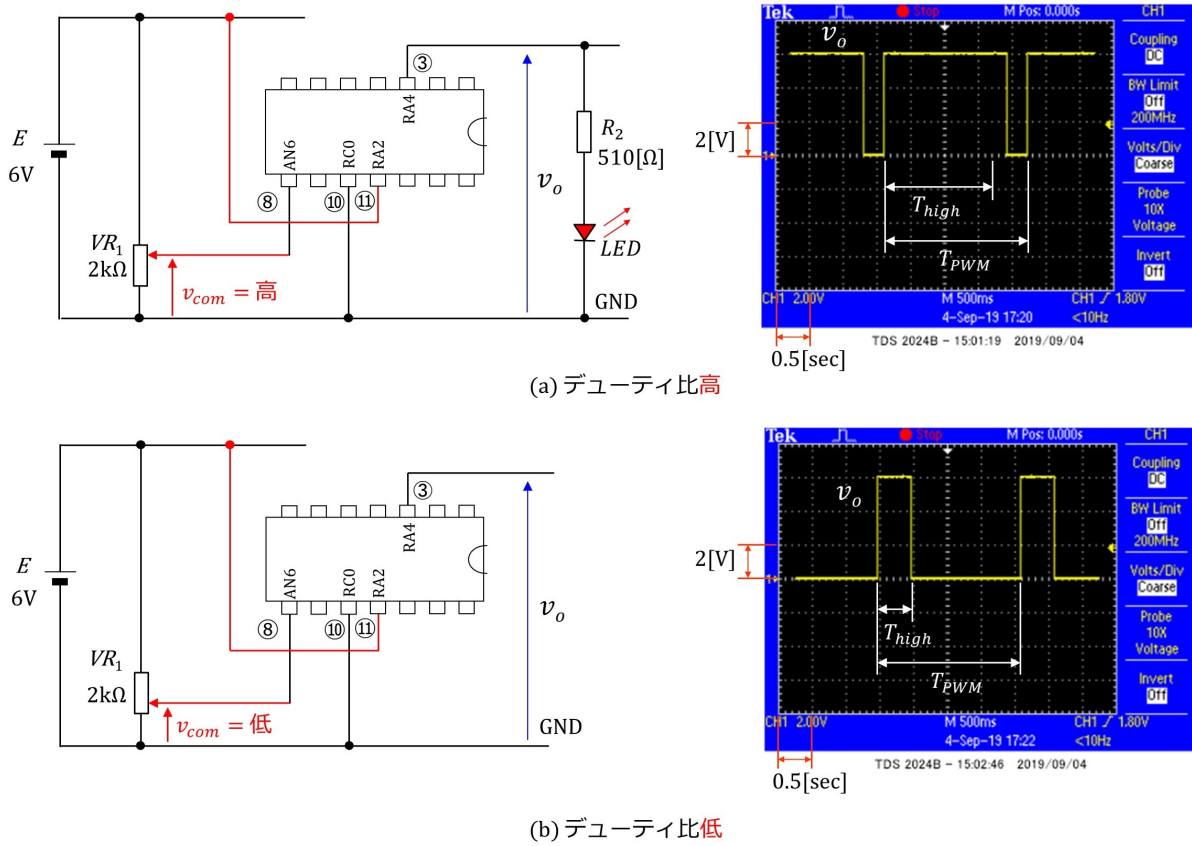 E
6V
VR1
2kΩ
vcom = 高
③
RA4
AN6
RC0
RA2
⑧
⑩
⑪
vo
R2
510[Ω]
LED
GND
Tek
Stop
M Pos: 0.000s
CH1
vo
Coupling
DC
BW Limit
Off
200MHz
2[V]
Volts/Div
Coarse
Probe
10X
Voltage
Thigh
TPWM
Invert
Off
CH1 2.00V
M 500ms
CH1 1.80V
4-Sep-19 17:20
<10Hz
TDS 2024B - 15:01:19 2019/09/04
0.5[sec]
(a) デューティ比高
E
6V
VR1
2kΩ
vcom = 低
③
RA4
AN6
RC0
RA2
⑧
⑩
⑪
vo
GND
Tek
Stop
M Pos: 0.000s
CH1
vo
Coupling
DC
BW Limit
Off
200MHz
2[V]
Volts/Div
Coarse
Probe
10X
Voltage
Thigh
TPWM
Invert
Off
CH1 2.00V
M 500ms
CH1 1.80V
4-Sep-19 17:22
<10Hz
TDS 2024B - 15:02:46 2019/09/04
0.5[sec]
(b) デューティ比低